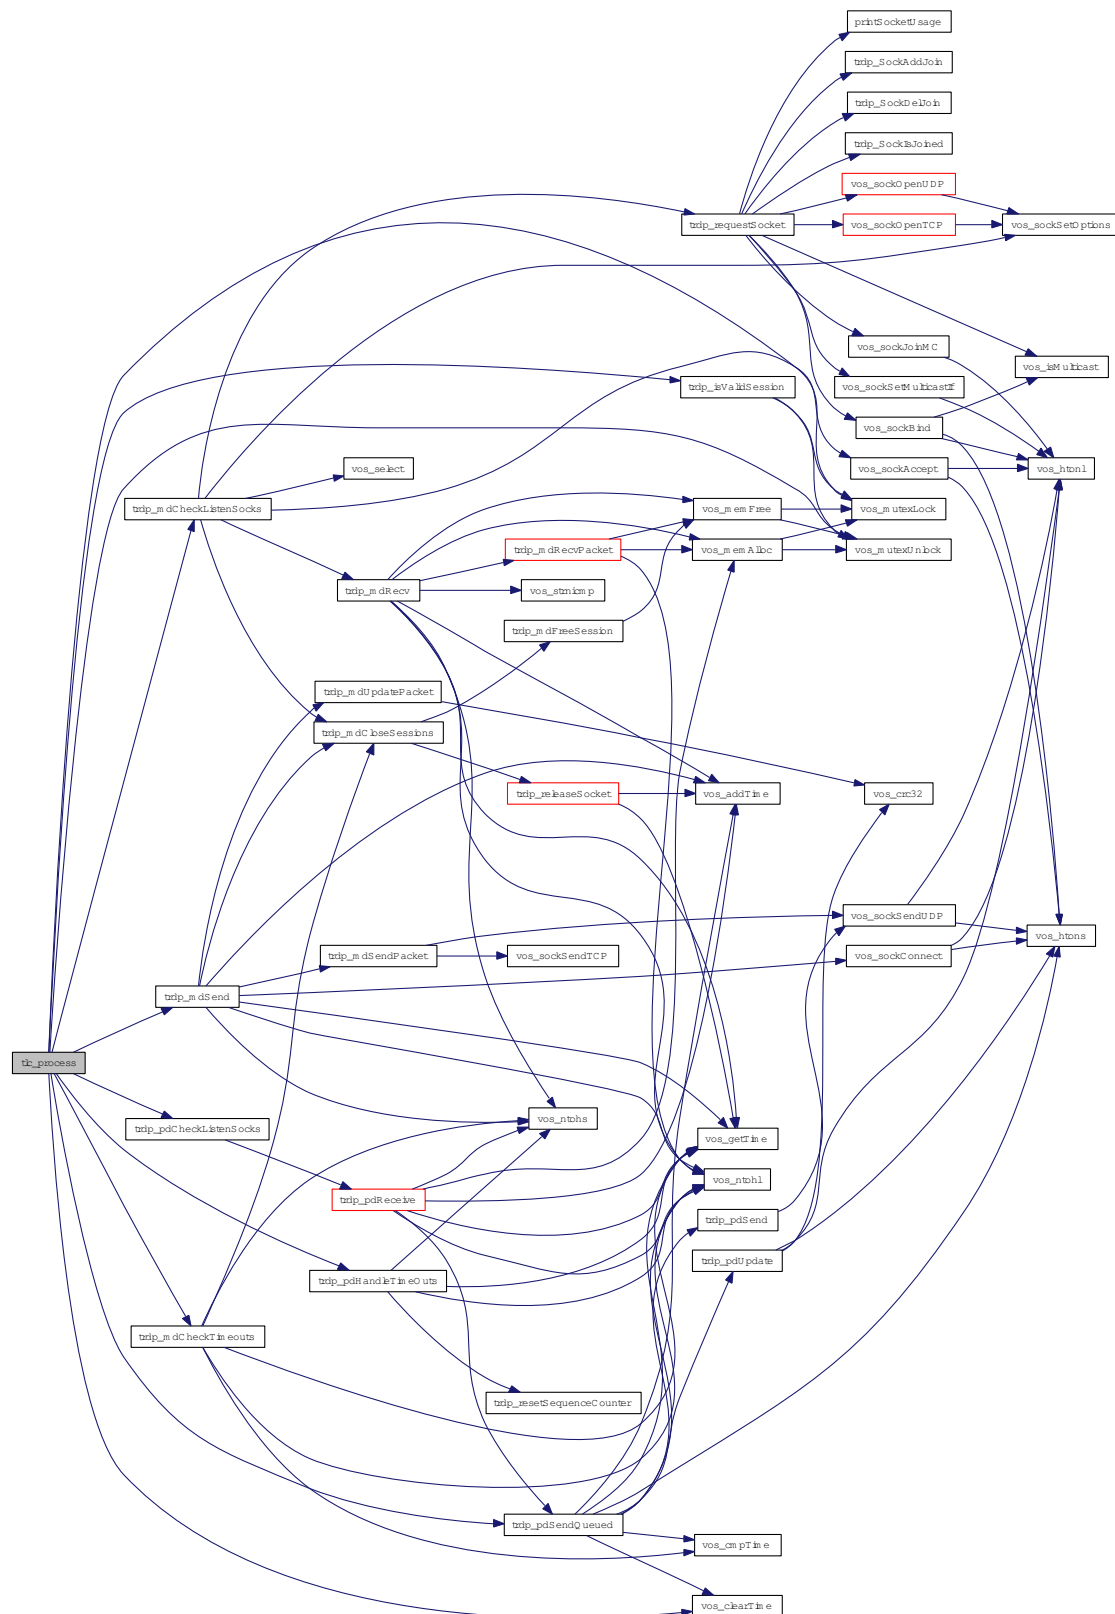 printSocketUsage
trdp_SockAddJoin
trdp_SockDelJoin
trdp_SockIsJoined
vos_sockOpenUDP
trdp_requestSocket
vos_sockOpenTCP
vos_sockSetOptions
vos_sockJoinMC
vos_isMulticast
trdp_isValidSession
vos_sockSetMulticastIf
vos_sockBind
vos_select
vos_sockAccept
vos_htonl
trdp_mdCheckListenSocks
vos_memFree
vos_mutexLock
trdp_mdRecvPacket
vos_memAlloc
vos_mutexUnlock
trdp_mdRecv
vos_strnicmp
trdp_mdFreeSession
trdp_mdUpdatePacket
trdp_mdCloseSessions
trdp_releaseSocket
vos_addTime
vos_crc32
vos_sockSendUDP
vos_htons
trdp_mdSendPacket
vos_sockSendTCP
vos_sockConnect
trdp_mdSend
tlc_process
trdp_pdCheckListenSocks
vos_ntohs
vos_getTime
vos_ntohl
trdp_pdReceive
trdp_pdSend
trdp_pdUpdate
trdp_pdHandleTimeOuts
trdp_mdCheckTimeouts
trdp_resetSequenceCounter
trdp_pdSendQueued
vos_cmpTime
vos_clearTime